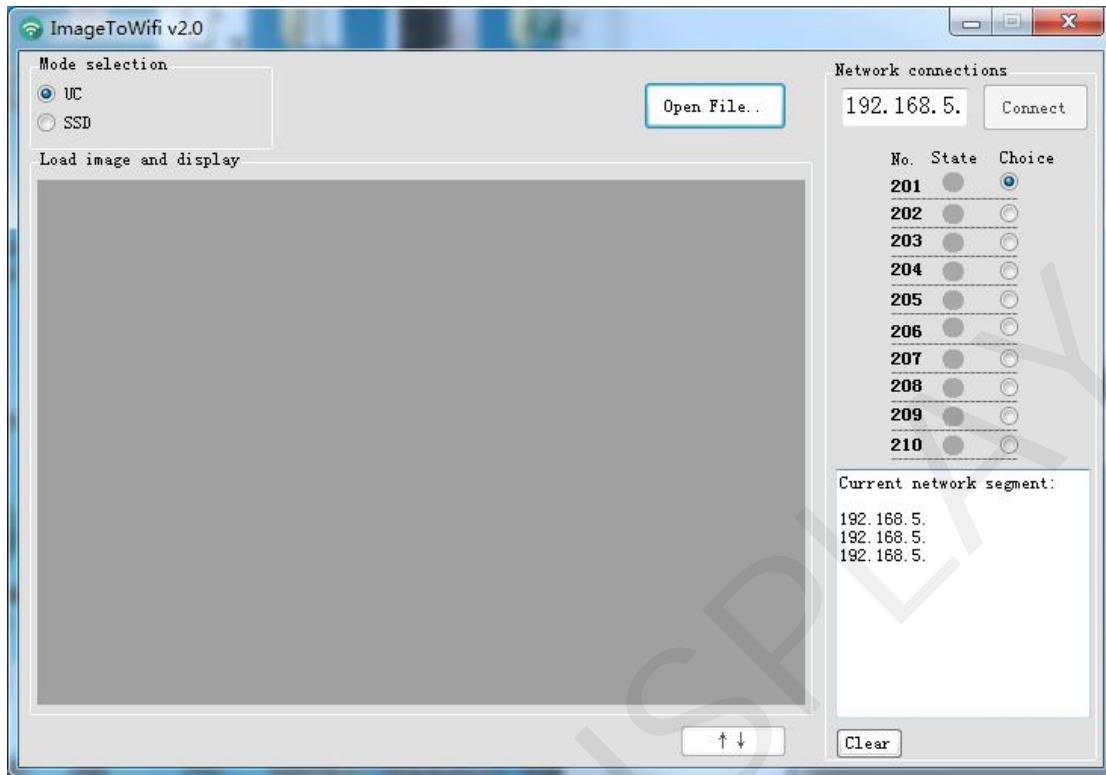 ImageToWifi v2.0
Mode selection
UC
SSD
Open File..
Load image and display
↑↓
Network connections
192.168.5.
Connect
No. State Choice
201
202
203
204
205
206
207
208
209
210
Current network segment:
192.168.5.
192.168.5.
192.168.5.
Clear